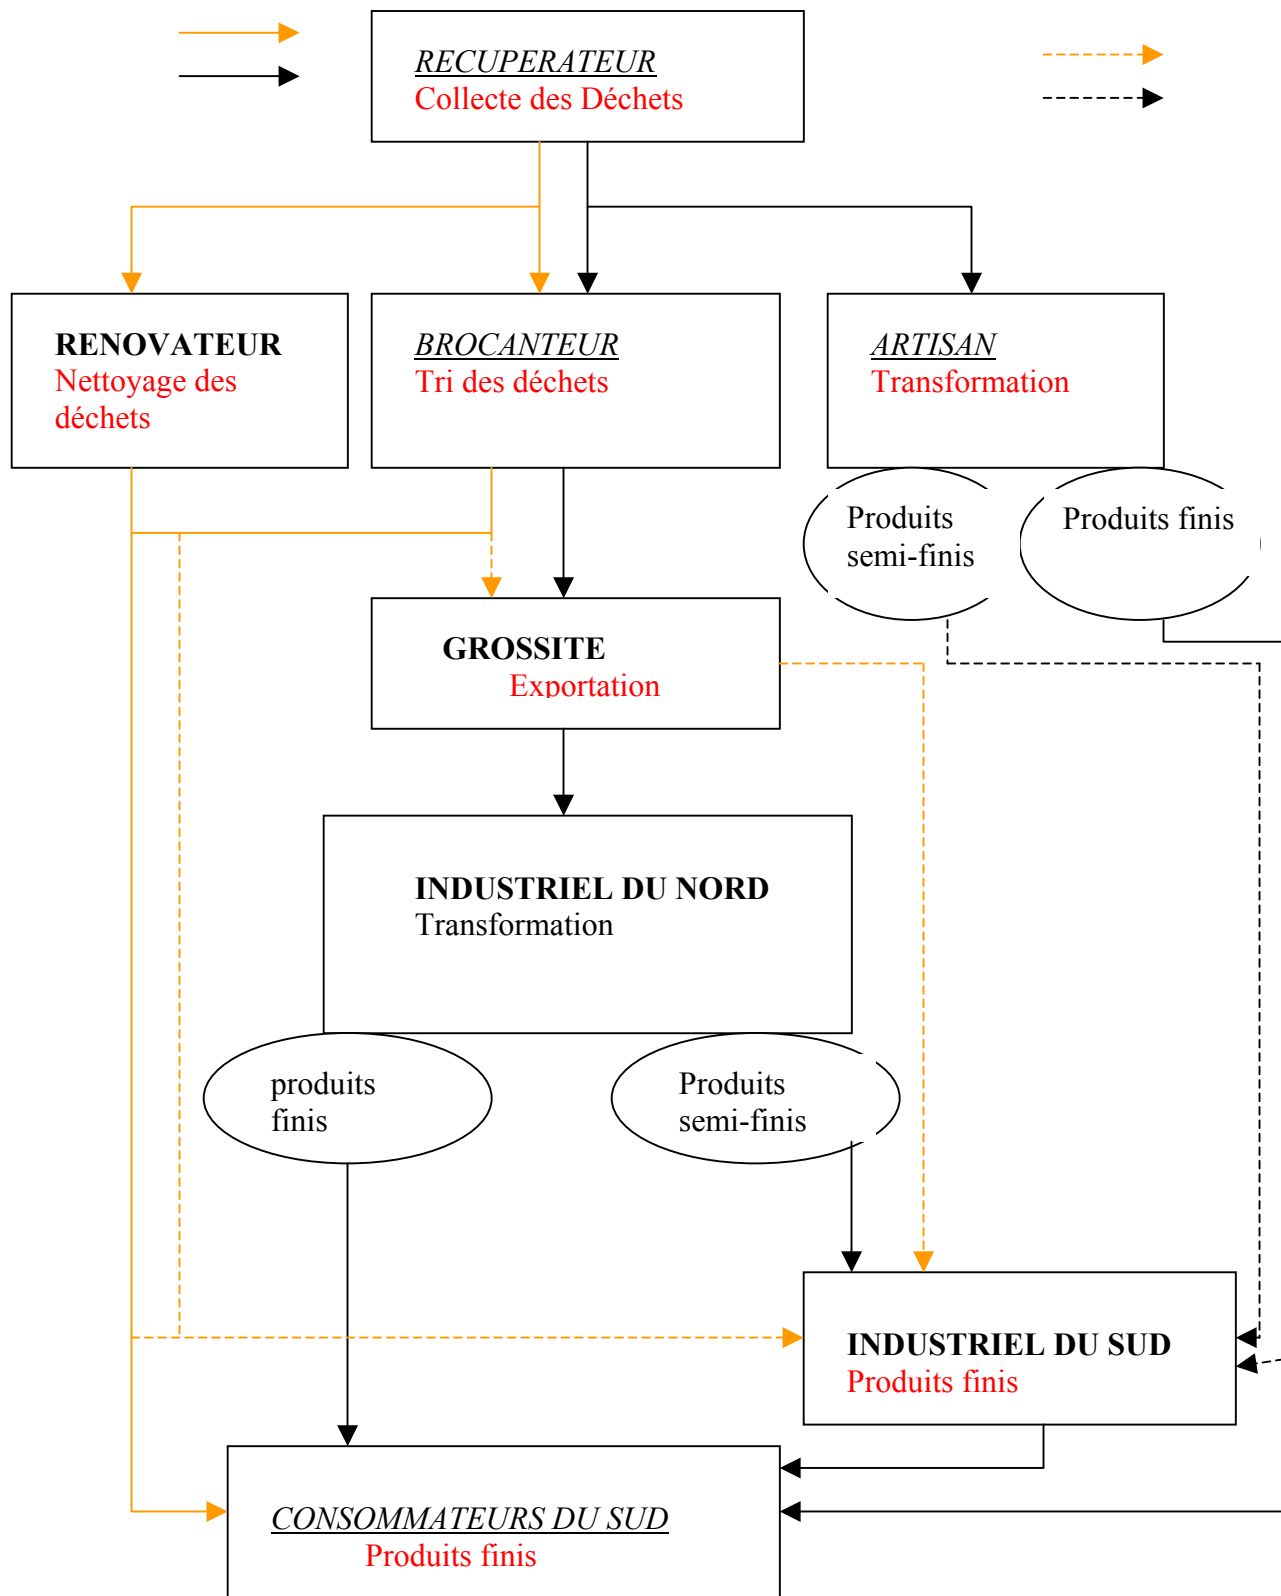 RECUPERATEUR
Collecte des Déchets
RENOVATEUR
Nettoyage des
déchets
BROCANTEUR
Tri des déchets
ARTISAN
Transformation
Produits
semi-finis
Produits finis
GROSSITE
Exportation
INDUSTRIEL DU NORD
Transformation
produits
finis
Produits
semi-finis
INDUSTRIEL DU SUD
Produits finis
CONSOMMATEURS DU SUD
Produits finis